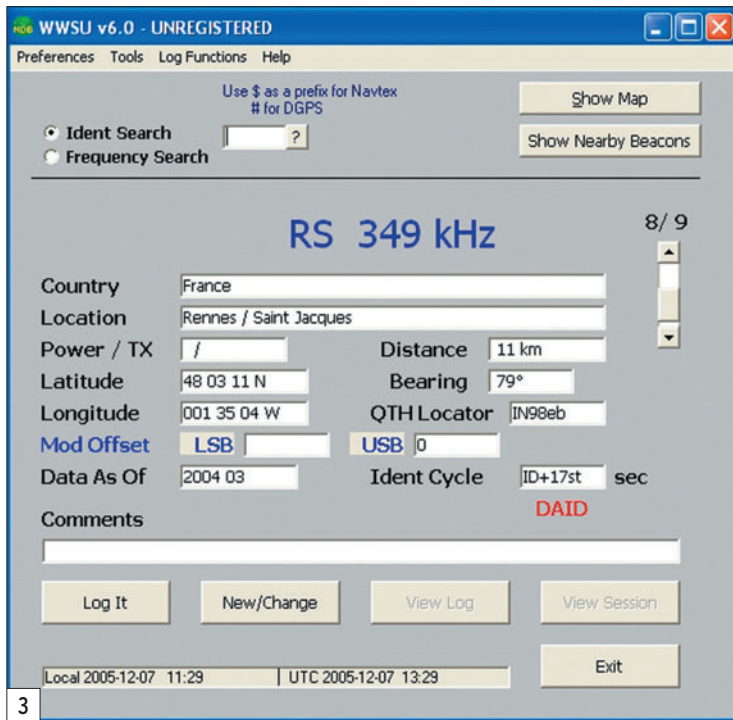 WWSU v6.0 - UNREGISTERED
Preferences Tools Log Functions Help
Use $ as a prefix for Navtex
# for DGPS
Show Map
Ident Search
?
Frequency Search
Show Nearby Beacons
RS 349 kHz
8/ 9
Country France
Location Rennes / Saint Jacques
Power / TX / Distance 11 km
Latitude 48 03 11 N Bearing 79°
Longitude 001 35 04 W QTH Locator IN98eb
Mod Offset LSB USB 0
Data As Of 2004 03 Ident Cycle ID+17st sec
DAID
Comments
Log It New/Change View Log View Session
Exit
Local 2005-12-07 11:29 UTC 2005-12-07 13:29
3